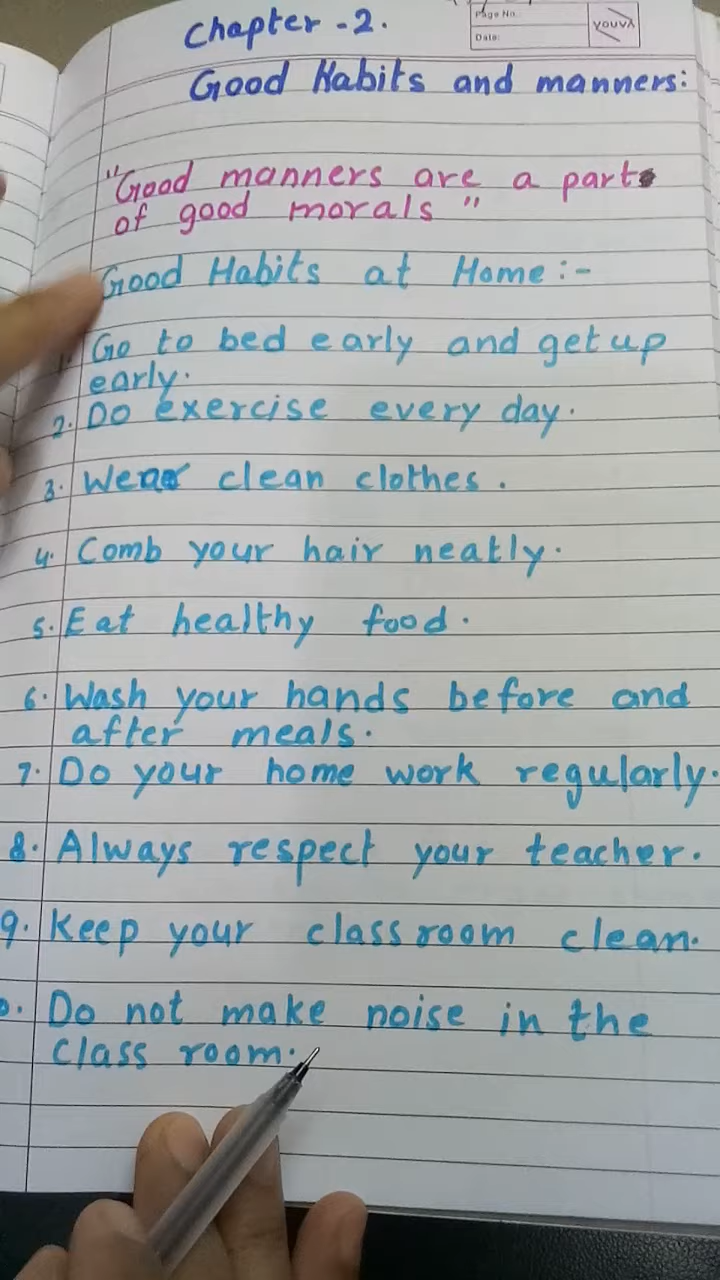 Chapter - 2.
Page No.
Date:
YOUVA
Good Habits and manners:
"Good manners are a part
of good morals"
Good Habits at Home:-
1. Go to bed early and get up
early.
2. Do exercise every day.
3. Wear clean clothes.
4. Comb your hair neatly.
5. Eat healthy food.
6. Wash your hands before and
after meals.
7. Do your home work regularly.
8. Always respect your teacher.
9. Keep your class room clean.
0. Do not make noise in the
class room.